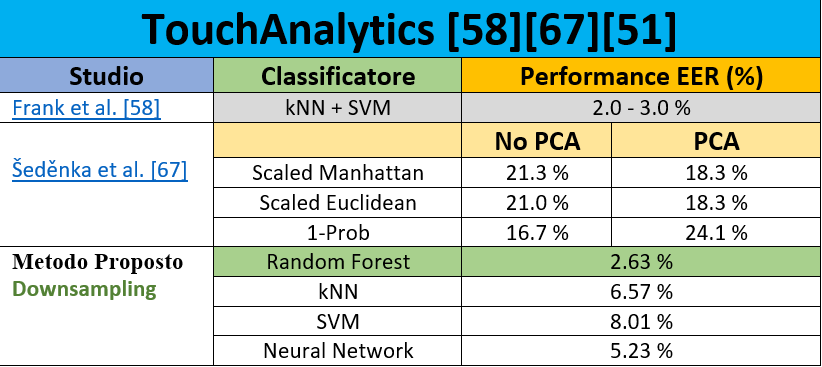 TouchAnalytics [58][67][51]
Studio Classificatore Performance EER (%)
Frank et al. [58] kNN + SVM 2.0 - 3.0 %
No PCA PCA
Šeděnka et al. [67] Scaled Manhattan 21.3 % 18.3 %
Scaled Euclidean 21.0 % 18.3 %
1-Prob 16.7 % 24.1 %
Metodo Proposto Random Forest 2.63 %
Downsampling kNN 6.57 %
SVM 8.01 %
Neural Network 5.23 %